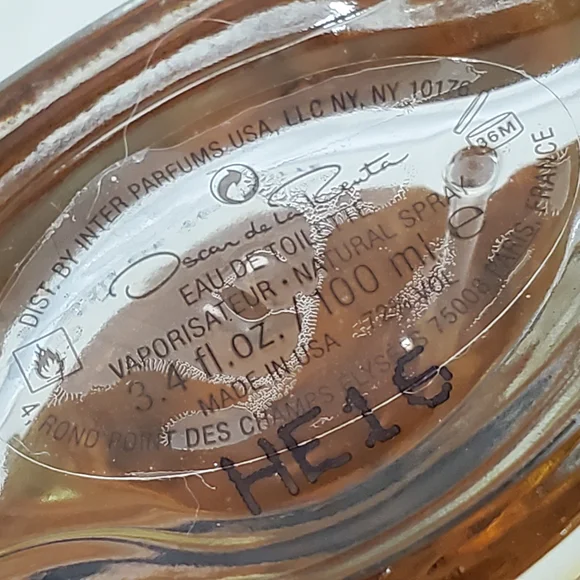 DIST. BY INTER PARFUMS USA, LLC NY, NY 10176
36M
Oscar de la Renta
EAU DE TOILETTE
VAPORISATEUR • NATURAL SPRAY
3.4 fl.oz. / 100 ml e
MADE IN USA 79% VOL
4, ROND POINT DES CHAMPS ELYSEES 75008 PARIS, FRANCE
HE16